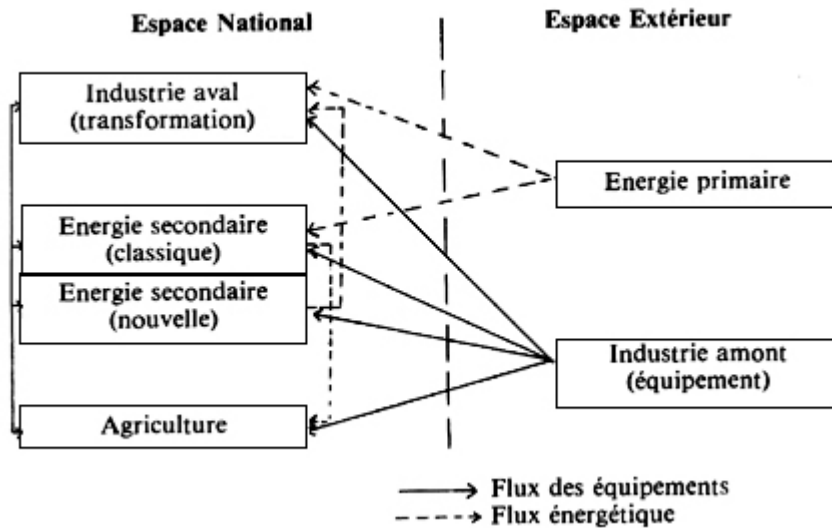 Espace National
Espace Extérieur
Industrie aval
(transformation)
Energie primaire
Energie secondaire
(classique)
Energie secondaire
(nouvelle)
Industrie amont
(équipement)
Agriculture
Flux des équipements
Flux énergétique